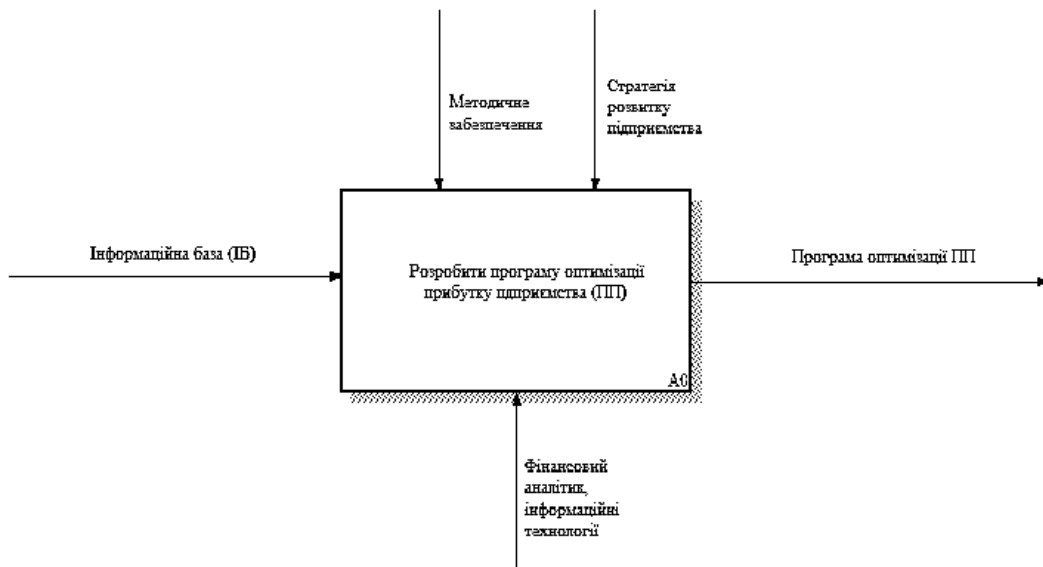 Методичне
забезпечення
Стратегія
розвитку
підприємства
Інформаційна база (ІБ)
Розробити програму оптимізації
прибутку підприємства (ПП)
Програма оптимізації ПП
А0
Фінансовий
аналітик,
інформаційні
технології